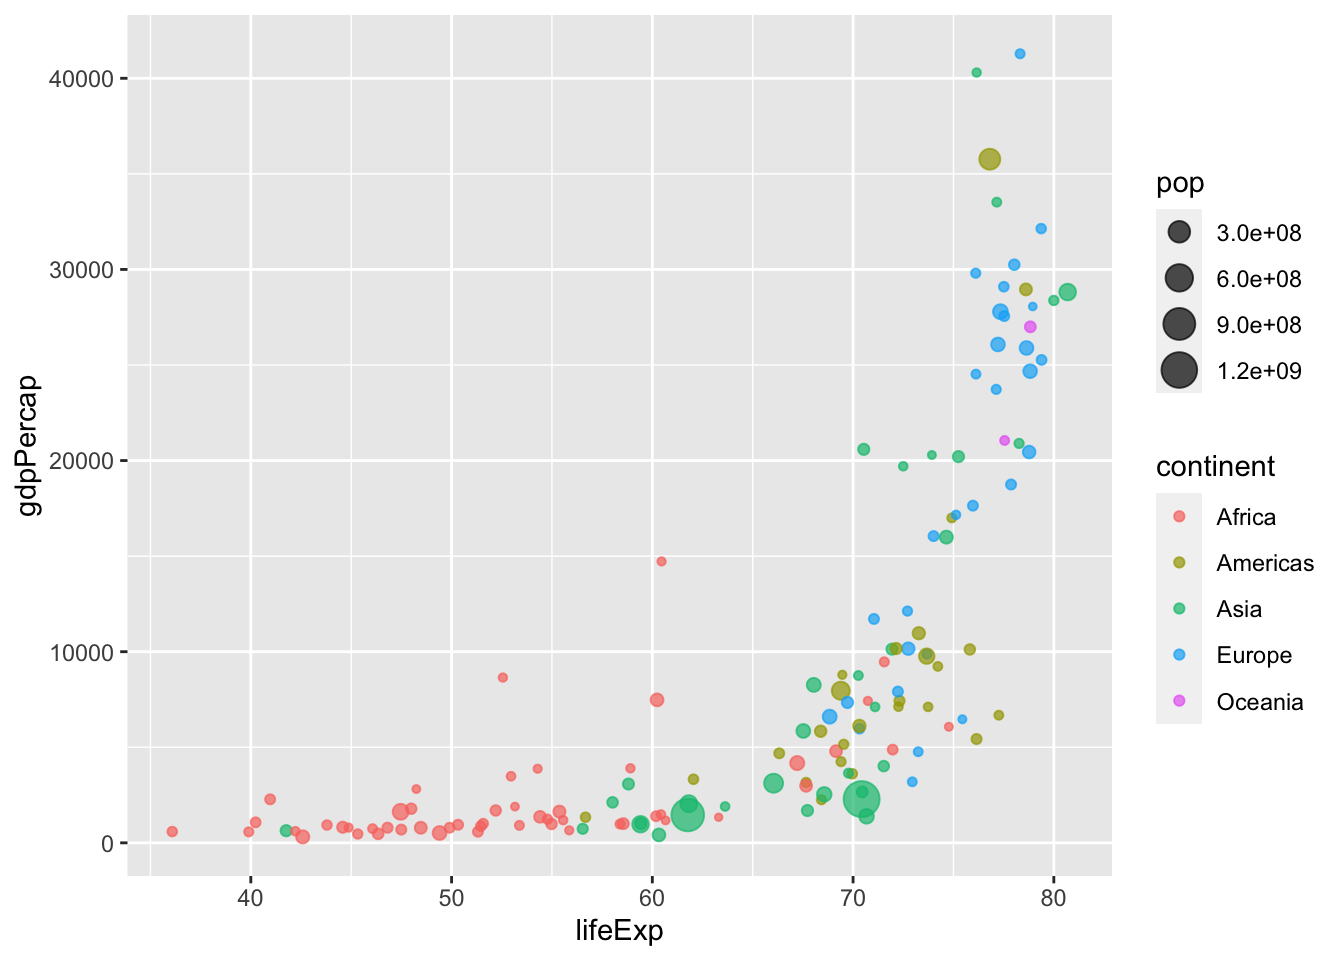 40000
30000
20000
10000
0
gdpPercap
40 50 60 70 80
lifeExp
pop
3.0e+08
6.0e+08
9.0e+08
1.2e+09
continent
Africa
Americas
Asia
Europe
Oceania